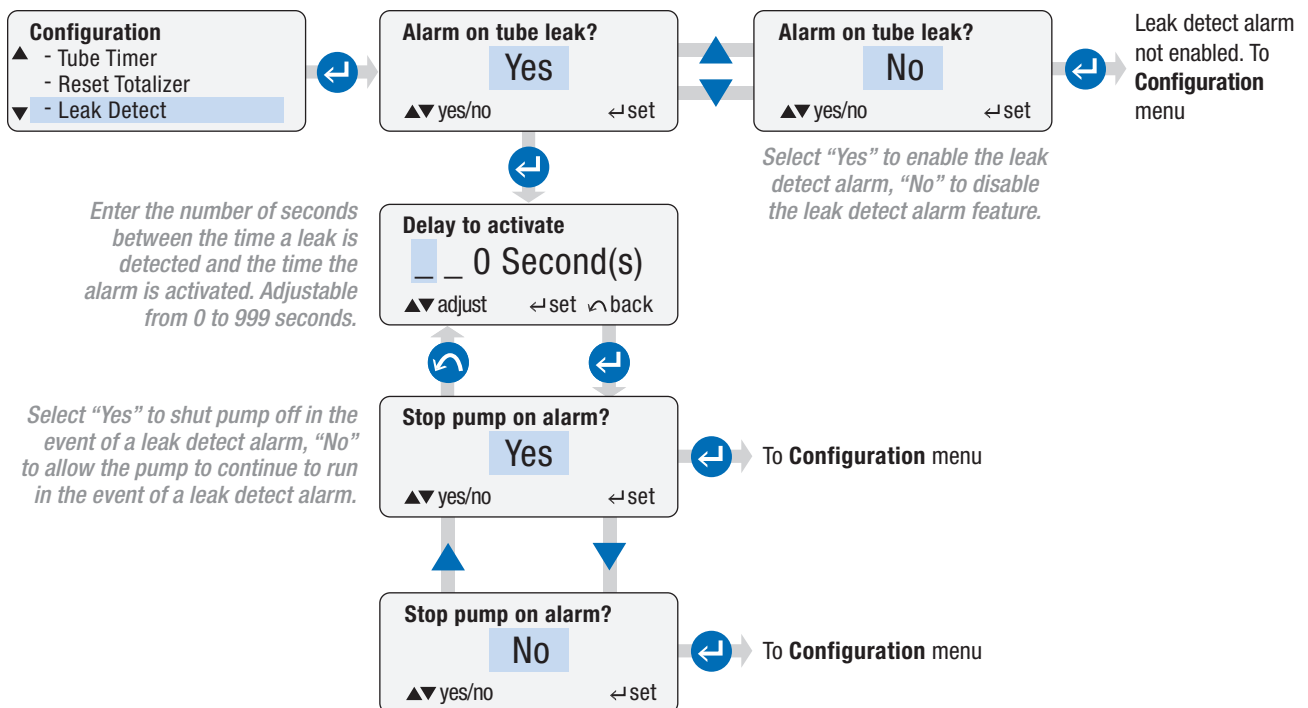 Configuration
▲ - Tube Timer
- Reset Totalizer
▼ - Leak Detect
Alarm on tube leak?
Yes
▲▼ yes/no ↵ set
Alarm on tube leak?
No
▲▼ yes/no ↵ set
Leak detect alarm
not enabled. To
Configuration
menu
Select “Yes” to enable the leak
detect alarm, “No” to disable
the leak detect alarm feature.
Enter the number of seconds
between the time a leak is
detected and the time the
alarm is activated. Adjustable
from 0 to 999 seconds.
Delay to activate
_ _ 0 Second(s)
▲▼ adjust ↵ set ↶ back
Select “Yes” to shut pump off in the
event of a leak detect alarm, “No”
to allow the pump to continue to run
in the event of a leak detect alarm.
Stop pump on alarm?
Yes
▲▼ yes/no ↵ set
To Configuration menu
Stop pump on alarm?
No
▲▼ yes/no ↵ set
To Configuration menu